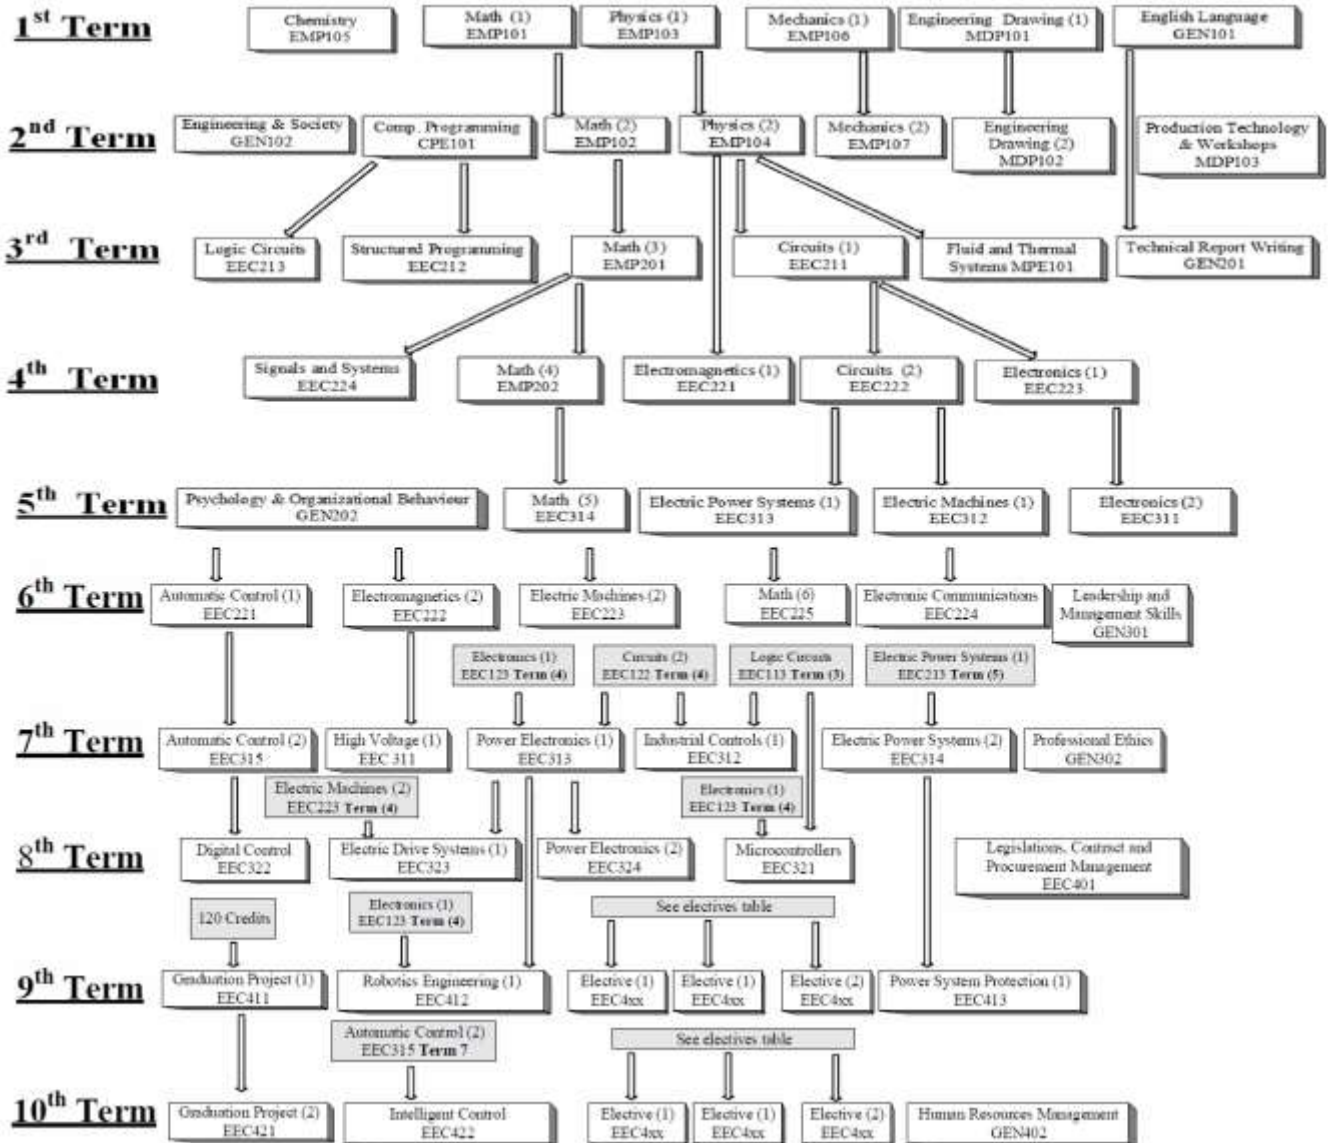 1st Term
Chemistry
EMP105
Math (1)
EMP101
Physics (1)
EMP103
Mechanics (1)
EMP106
Engineering Drawing (1)
MDP101
English Language
GEN101
2nd Term
Engineering & Society
GEN102
Comp. Programming
CPE101
Math (2)
EMP102
Physics (2)
EMP104
Mechanics (2)
EMP107
Engineering
Drawing (2)
MDP102
Production Technology
& Workshops
MDP103
3rd Term
Logic Circuits
EEC213
Structured Programming
EEC212
Math (3)
EMP201
Circuits (1)
EEC211
Fluid and Thermal
Systems MPE101
Technical Report Writing
GEN201
4th Term
Signals and Systems
EEC224
Math (4)
EMP202
Electromagnetics (1)
EEC221
Circuits (2)
EEC222
Electronics (1)
EEC223
5th Term
Psychology & Organizational Behaviour
GEN202
Math (5)
EEC314
Electric Power Systems (1)
EEC313
Electric Machines (1)
EEC312
Electronics (2)
EEC311
6th Term
Automatic Control (1)
EEC221
Electromagnetics (2)
EEC222
Electric Machines (2)
EEC223
Math (6)
EEC225
Electronic Communications
EEC224
Leadership and
Management Skills
GEN301
Electronics (1)
EEC123 Term (4)
Circuits (2)
EEC122 Term (4)
Logic Circuits
EEC113 Term (3)
Electric Power Systems (1)
EEC213 Term (5)
7th Term
Automatic Control (2)
EEC315
High Voltage (1)
EEC 311
Power Electronics (1)
EEC313
Industrial Controls (1)
EEC312
Electric Power Systems (2)
EEC314
Professional Ethics
GEN302
Electric Machines (2)
EEC223 Term (4)
Electronics (1)
EEC123 Term (4)
8th Term
Digital Control
EEC322
Electric Drive Systems (1)
EEC323
Power Electronics (2)
EEC324
Microcontrollers
EEC321
Legislations, Contract and
Procurement Management
EEC401
120 Credits
Electronics (1)
EEC123 Term (4)
See electives table
9th Term
Graduation Project (1)
EEC411
Robotics Engineering (1)
EEC412
Elective (1)
EEC4xx
Elective (1)
EEC4xx
Elective (2)
EEC4xx
Power System Protection (1)
EEC413
Automatic Control (2)
EEC315 Term 7
See electives table
10th Term
Graduation Project (2)
EEC421
Intelligent Control
EEC422
Elective (1)
EEC4xx
Elective (1)
EEC4xx
Elective (2)
EEC4xx
Human Resources Management
GEN402